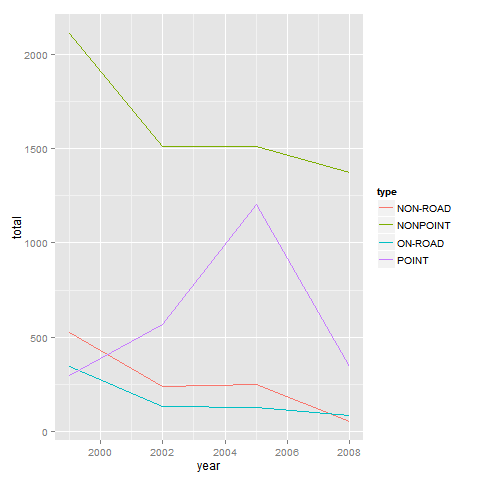 2000
1500
1000
500
0
total
2000
2002
2004
2006
2008
year
type
NON-ROAD
NONPOINT
ON-ROAD
POINT